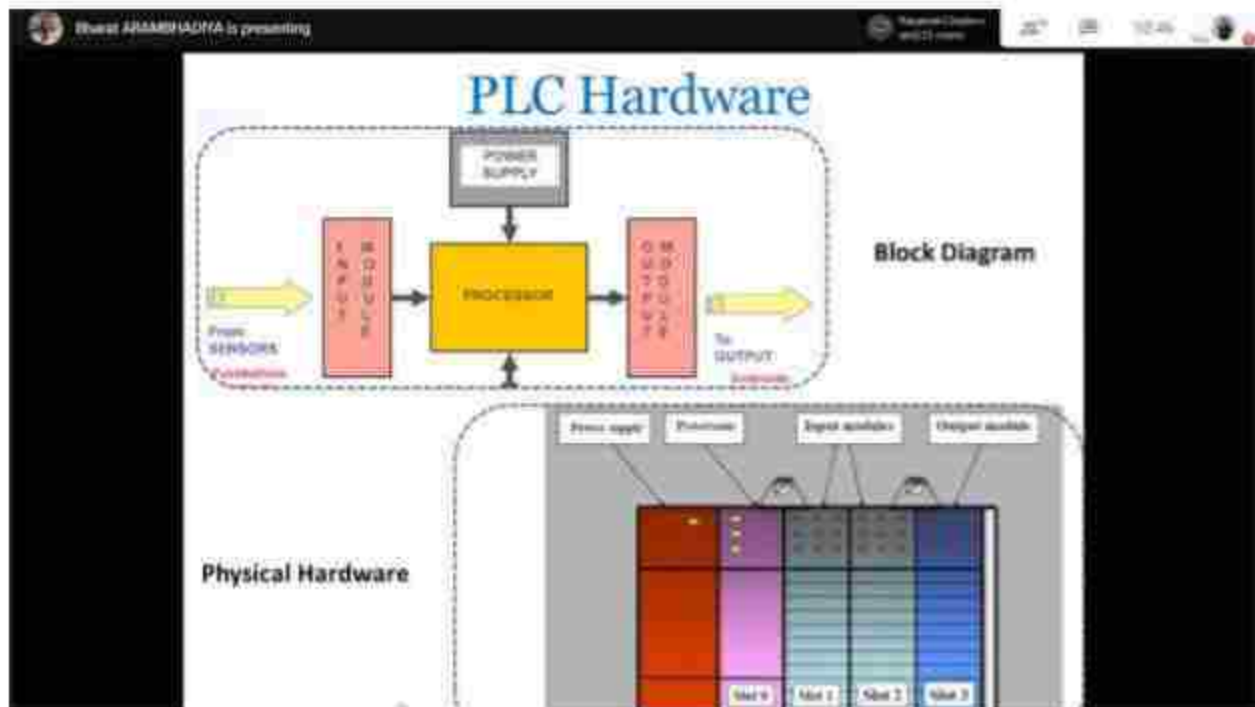 Bharat ARAMBHADIYA is presenting
PLC Hardware
POWER
SUPPLY
INPUT
MODULE
PROCESSOR
OUTPUT
MODULE
Block Diagram
From
SENSORS
To
OUTPUT
Power supply
Processor
Input modules
Output module
Physical Hardware
Slot 0
Slot 1
Slot 2
Slot 3